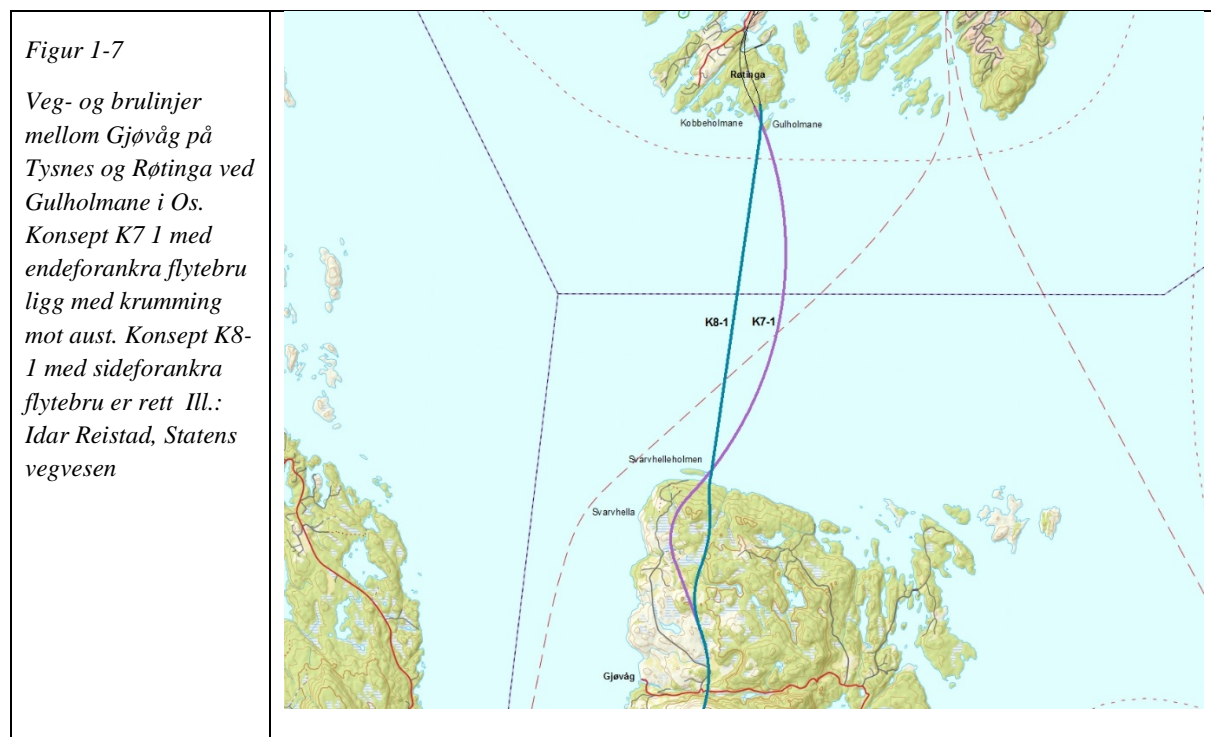 Figur 1-7
Veg- og brulinjer
mellom Gjøvåg på
Tysnes og Røtinga ved
Gulholmane i Os.
Konsept K7 1 med
endeforankra flytebru
ligg med krumming
mot aust. Konsept K8-
1 med sideforankra
flytebru er rett Ill.:
Idar Reistad, Statens
vegvesen
Røtinga
Kobbeholmane
Gulholmane
K8-1
K7-1
Svarvhelleholmen
Svarvhella
Gjøvåg